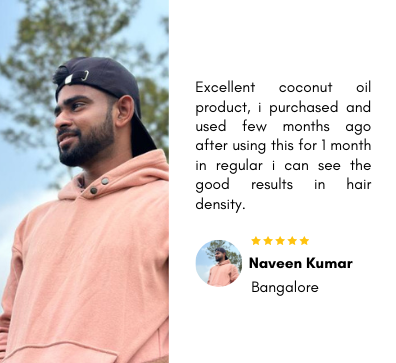 Excellent coconut oil
product, i purchased and
used few months ago
after using this for 1 month
in regular i can see the
good results in hair
density.
Naveen Kumar
Bangalore